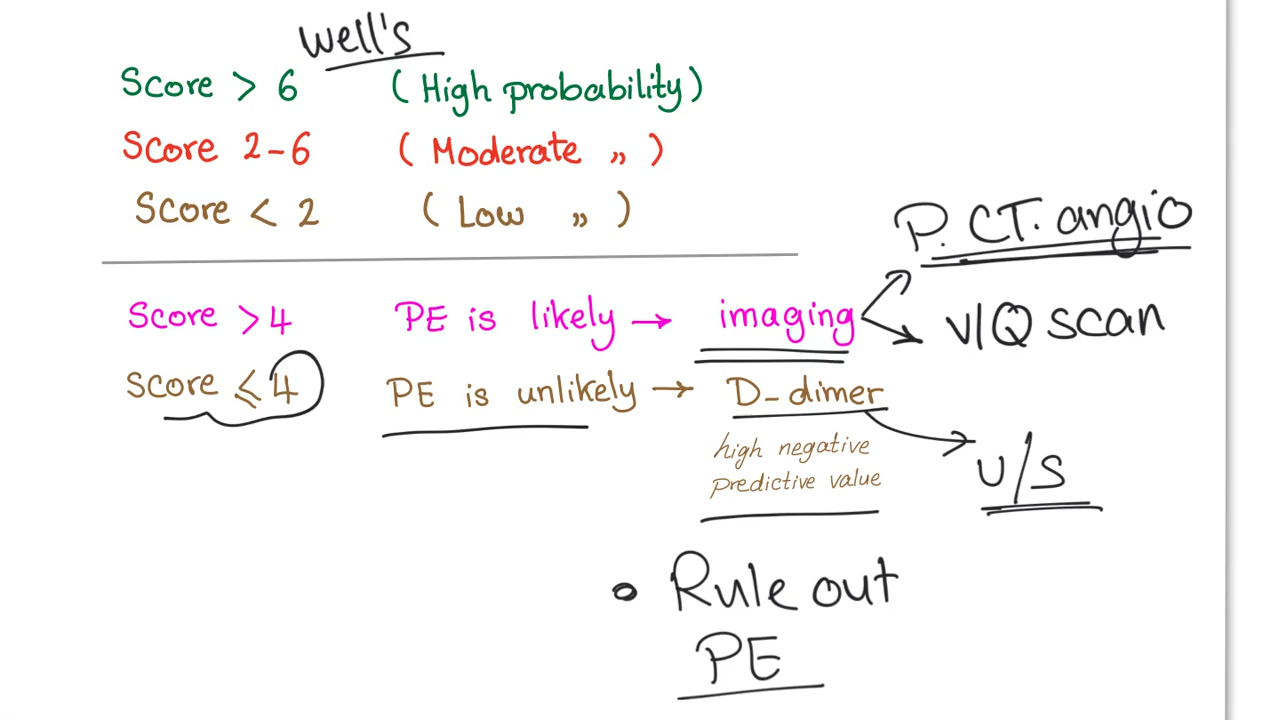 Well's
Score > 6 (High probability)
Score 2-6 (Moderate „ )
Score < 2 (Low „ )
P. CT. angio
Score >4 PE is likely → imaging
V/Q scan
Score ≤ 4 PE is unlikely → D-dimer
high negative
predictive value
U/S
• Rule out
PE